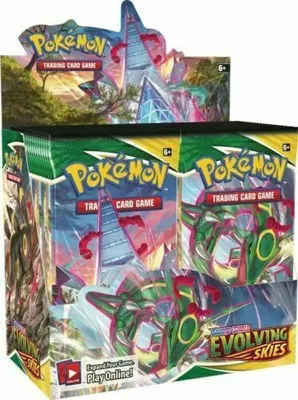 POKéMON
TRADING CARD GAME
6+
POKéMON
TRADING CARD GAME
6+
POKéMON
TRADING CARD GAME
6+
Expand Your Game.
Play Online!
EVOLVING
SKIES